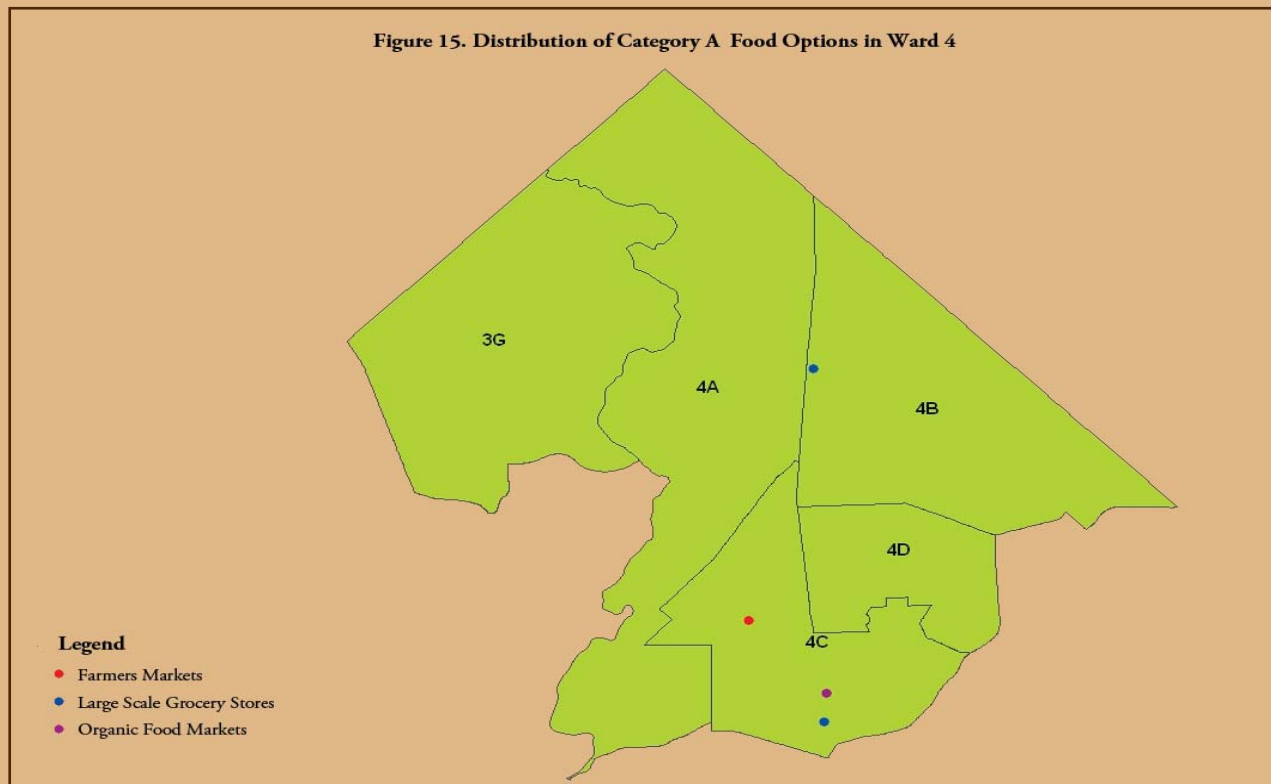 Figure 15. Distribution of Category A Food Options in Ward 4
3G
4A
4B
4D
4C
Legend
Farmers Markets
Large Scale Grocery Stores
Organic Food Markets